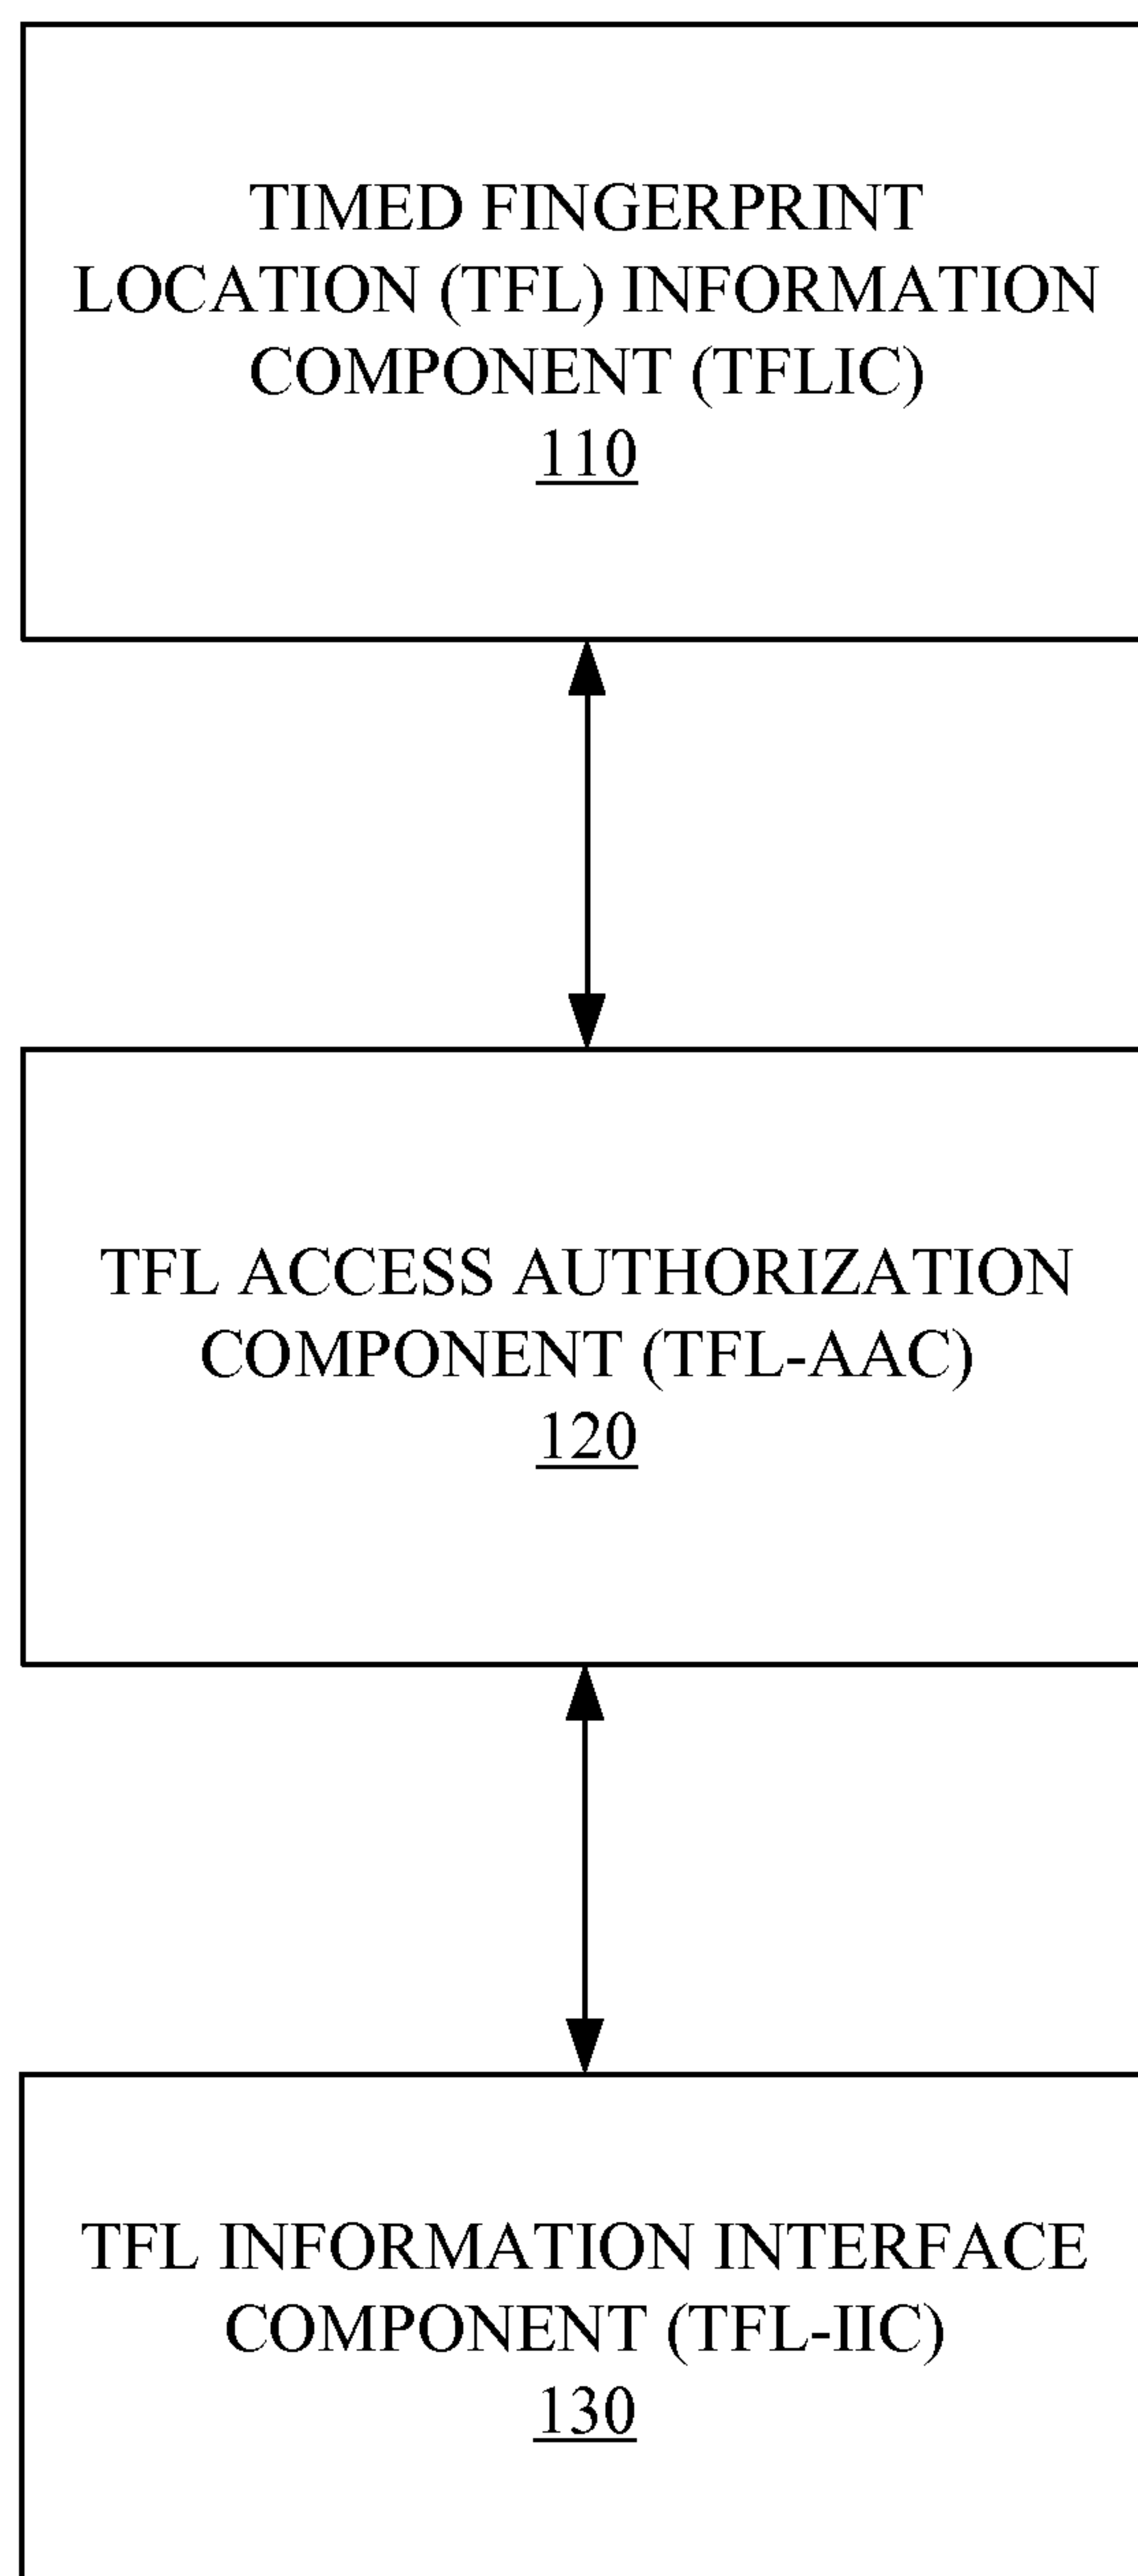 TIMED FINGERPRINT
LOCATION (TFL) INFORMATION
COMPONENT (TFLIC)
110
TFL ACCESS AUTHORIZATION
COMPONENT (TFL-AAC)
120
TFL INFORMATION INTERFACE
COMPONENT (TFL-IIC)
130